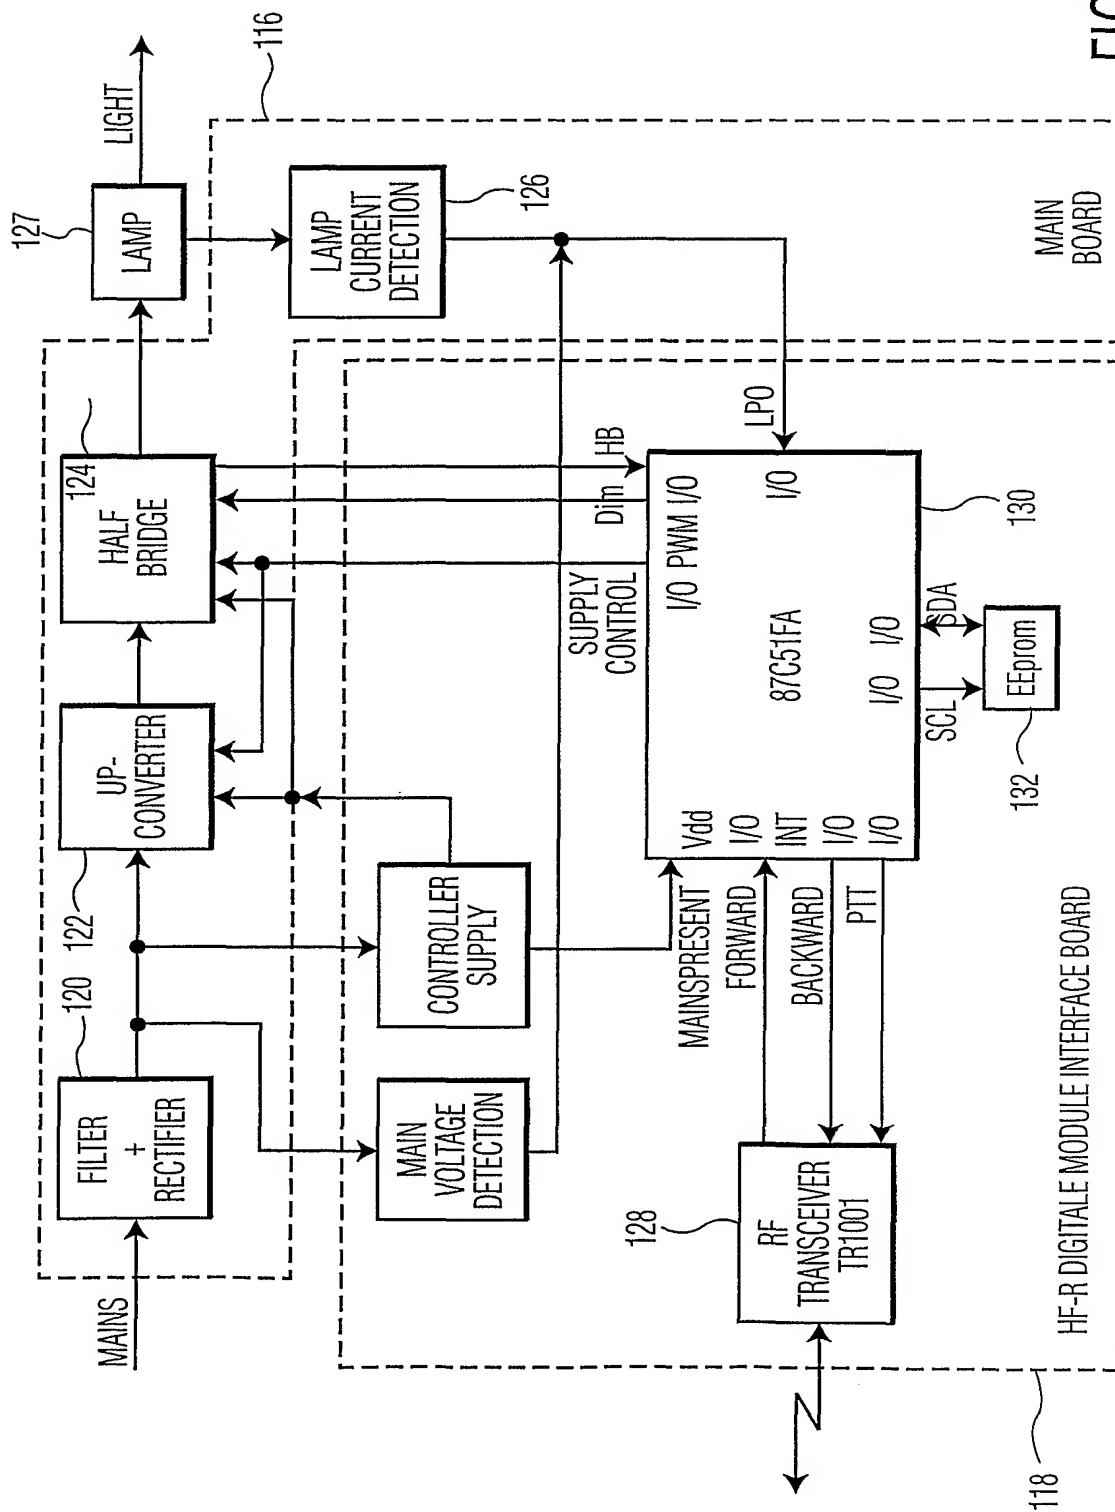 MAINS
FILTER
+
RECTIFIER
120
122
UP-
CONVERTER
124
HALF
BRIDGE
127
LAMP
LIGHT
116
MAIN
VOLTAGE
DETECTION
CONTROLLER
SUPPLY
SUPPLY
CONTROL
Dim
HB
LAMP
CURRENT
DETECTION
126
LPO
MAINSPRESENT
FORWARD
BACKWARD
PTT
Vdd
I/O
INT
I/O
I/O
I/O PWM I/O
87C51FA
I/O
I/O I/O
130
SCL
SDA
EEprom
132
128
RF
TRANSCEIVER
TR1001
MAIN
BOARD
HF-R DIGITALE MODULE INTERFACE BOARD
118